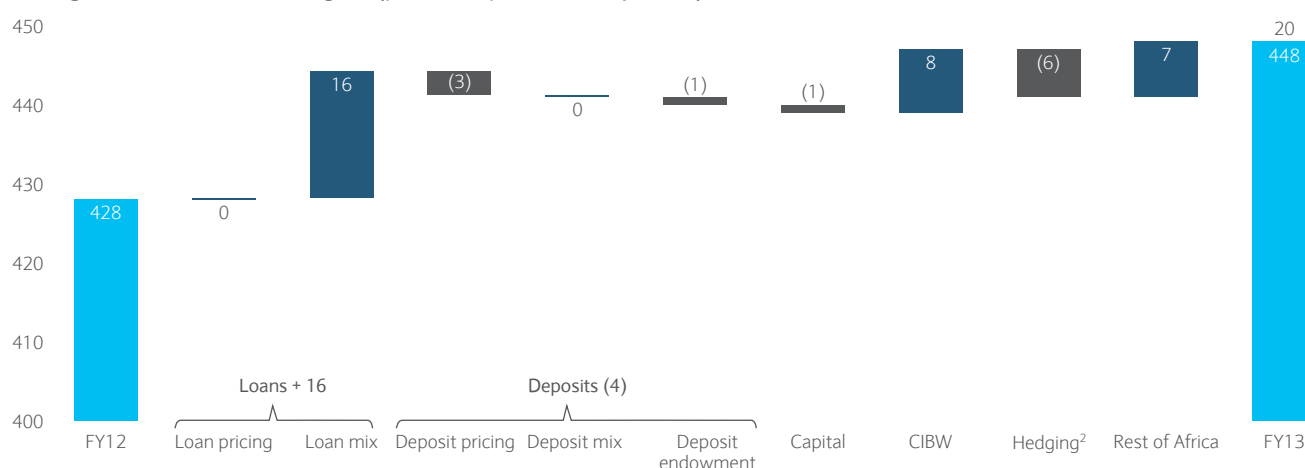 450
440
430
420
410
400
428
0
16
(3)
0
(1)
(1)
8
(6)
7
20
448
Loans + 16
Deposits (4)
FY12
Loan pricing
Loan mix
Deposit pricing
Deposit mix
Deposit
endowment
Capital
CIBW
Hedging²
Rest of Africa
FY13